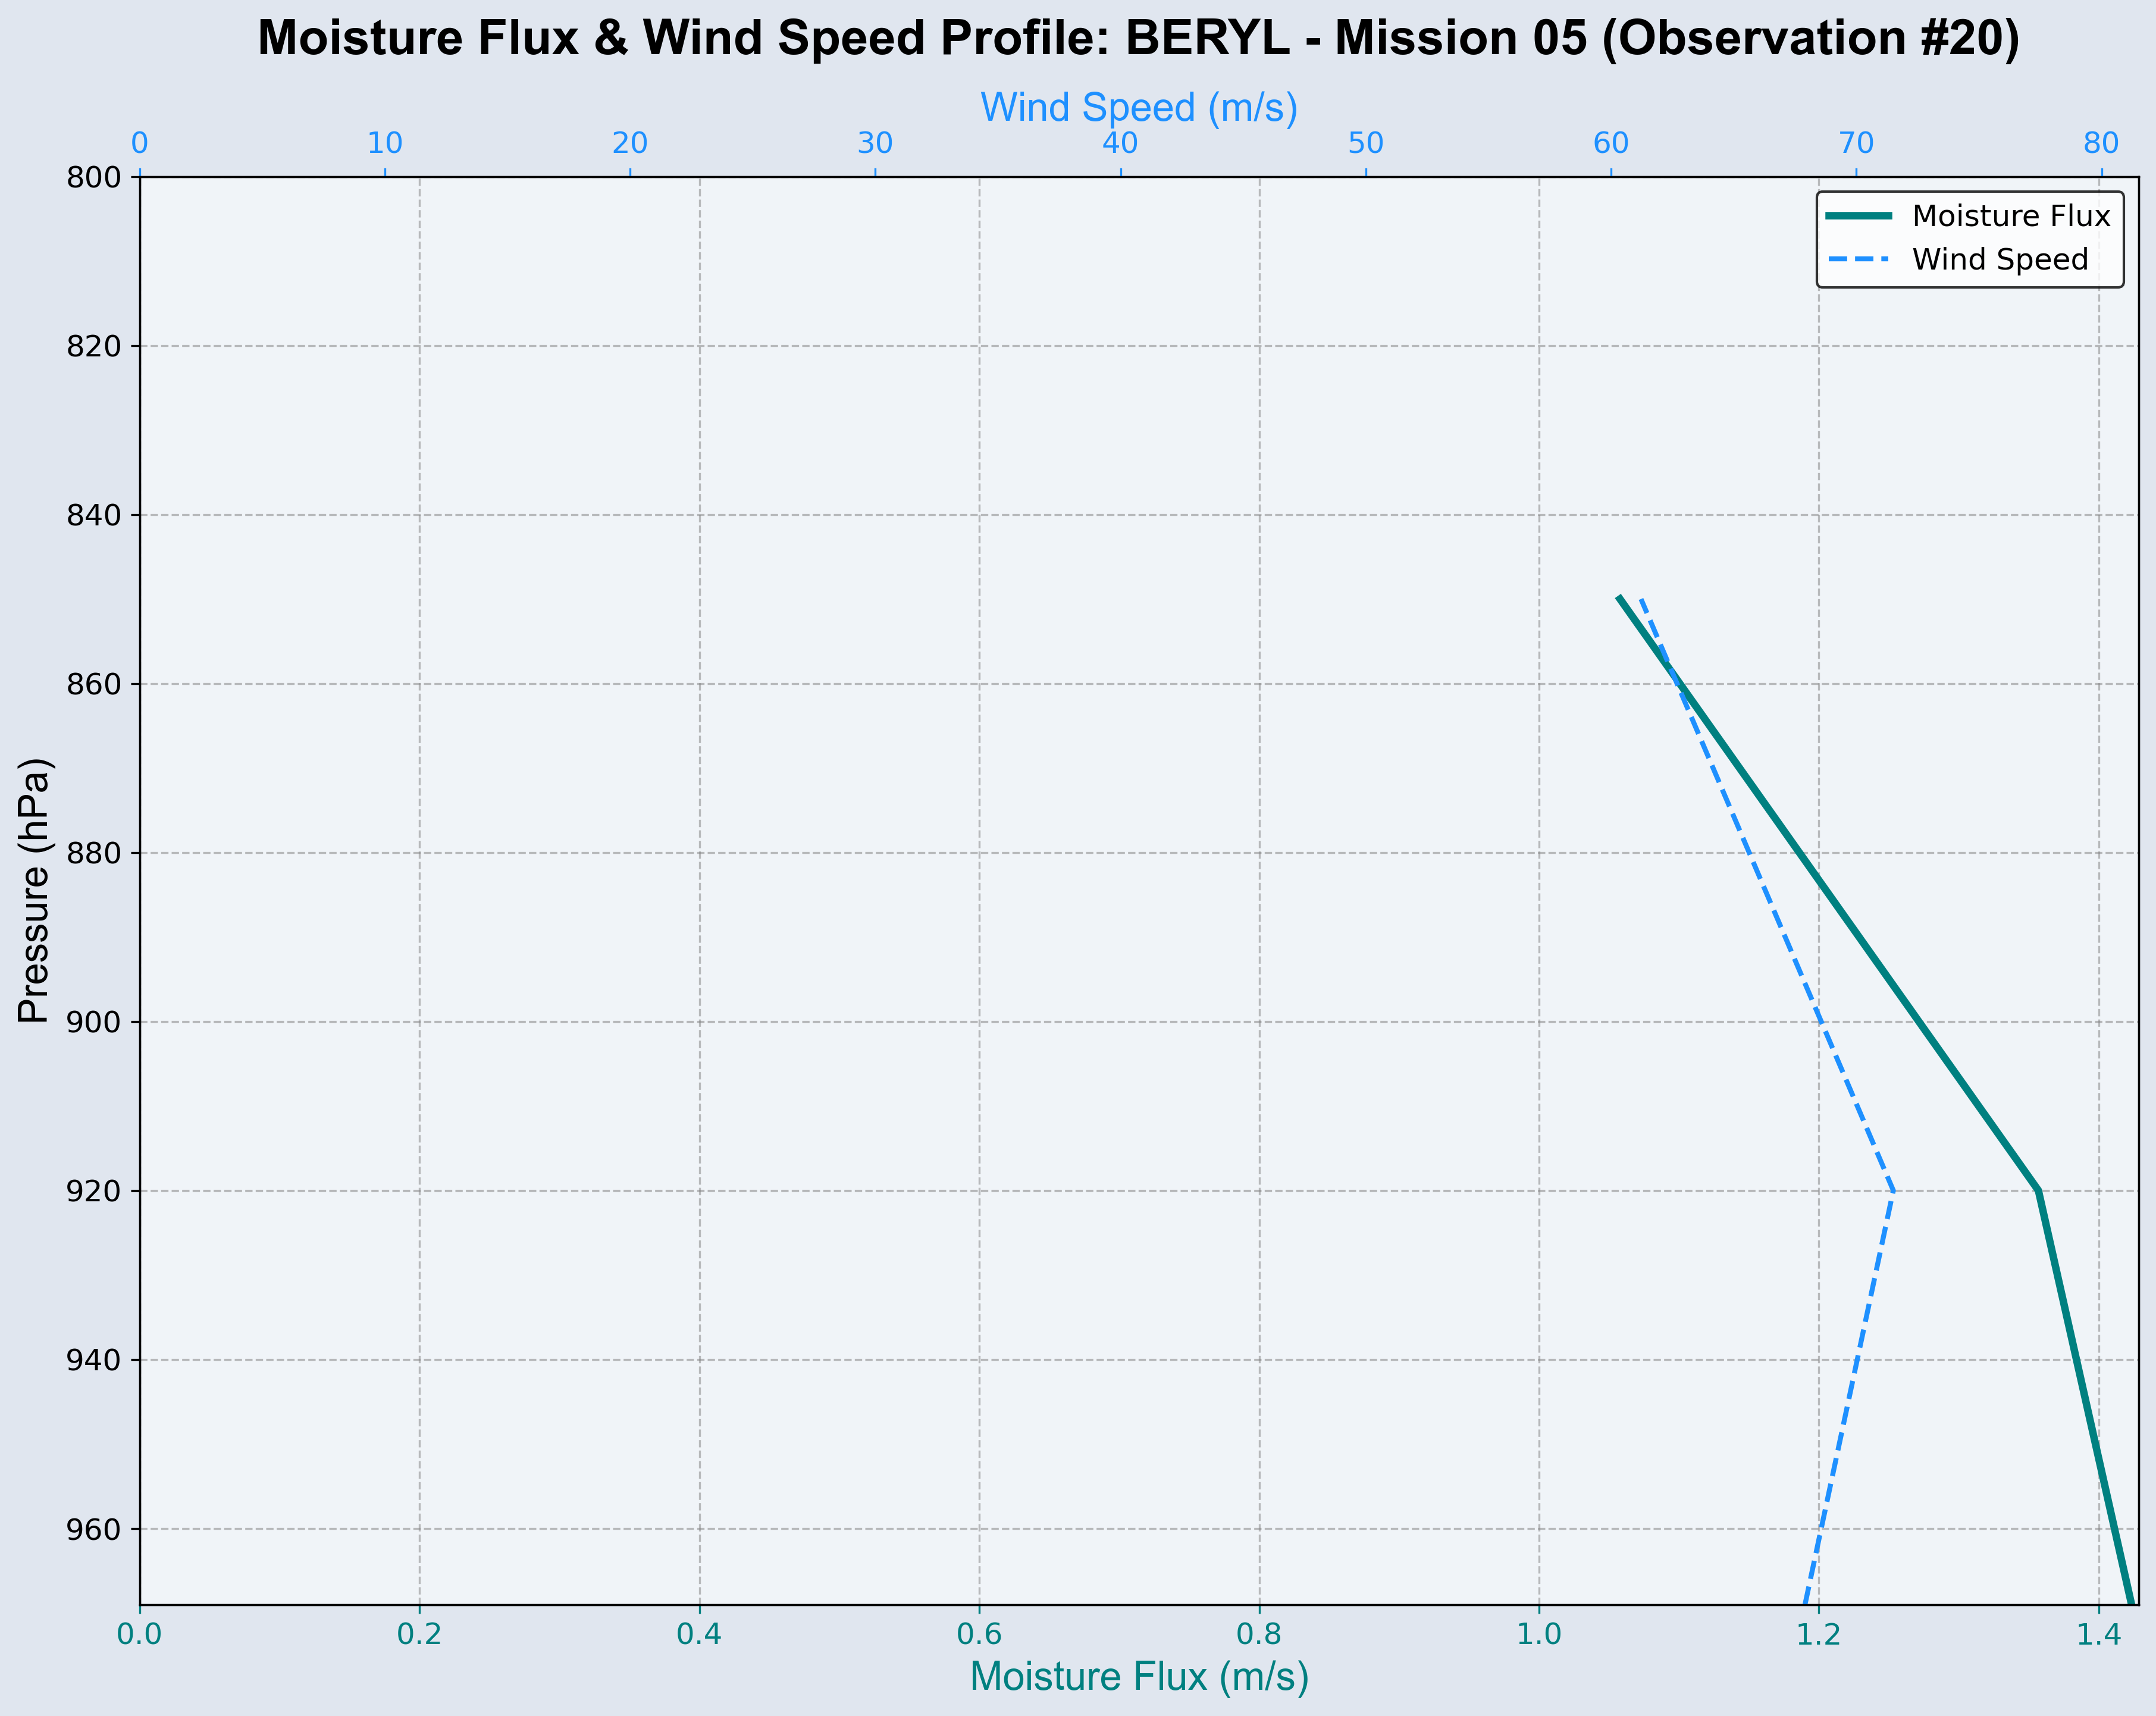 Moisture Flux & Wind Speed Profile: BERYL - Mission 05 (Observation #20)
Wind Speed (m/s)
0 10 20 30 40 50 60 70 80
Moisture Flux
Wind Speed
800
820
840
860
880
900
920
940
960
Pressure (hPa)
0.0 0.2 0.4 0.6 0.8 1.0 1.2 1.4
Moisture Flux (m/s)